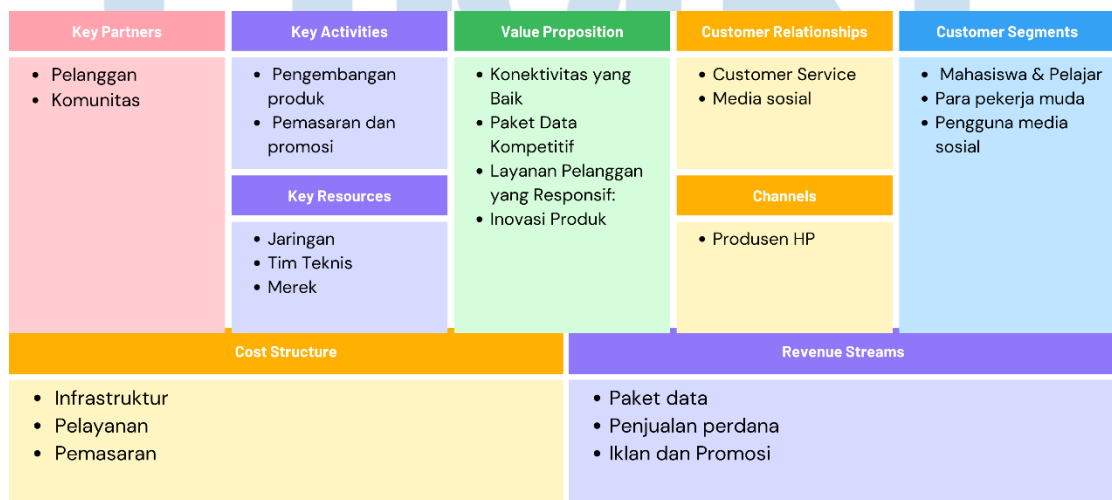 Key Partners
• Pelanggan
• Komunitas
Key Activities
• Pengembangan
produk
• Pemasaran dan
promosi
Key Resources
• Jaringan
• Tim Teknis
• Merek
Value Proposition
• Konektivitas yang
Baik
• Paket Data
Kompetitif
• Layanan Pelanggan
yang Responsif:
• Inovasi Produk
Customer Relationships
• Customer Service
• Media sosial
Channels
• Produsen HP
Customer Segments
• Mahasiswa & Pelajar
• Para pekerja muda
• Pengguna media
sosial
Cost Structure
• Infrastruktur
• Pelayanan
• Pemasaran
Revenue Streams
• Paket data
• Penjualan perdana
• Iklan dan Promosi